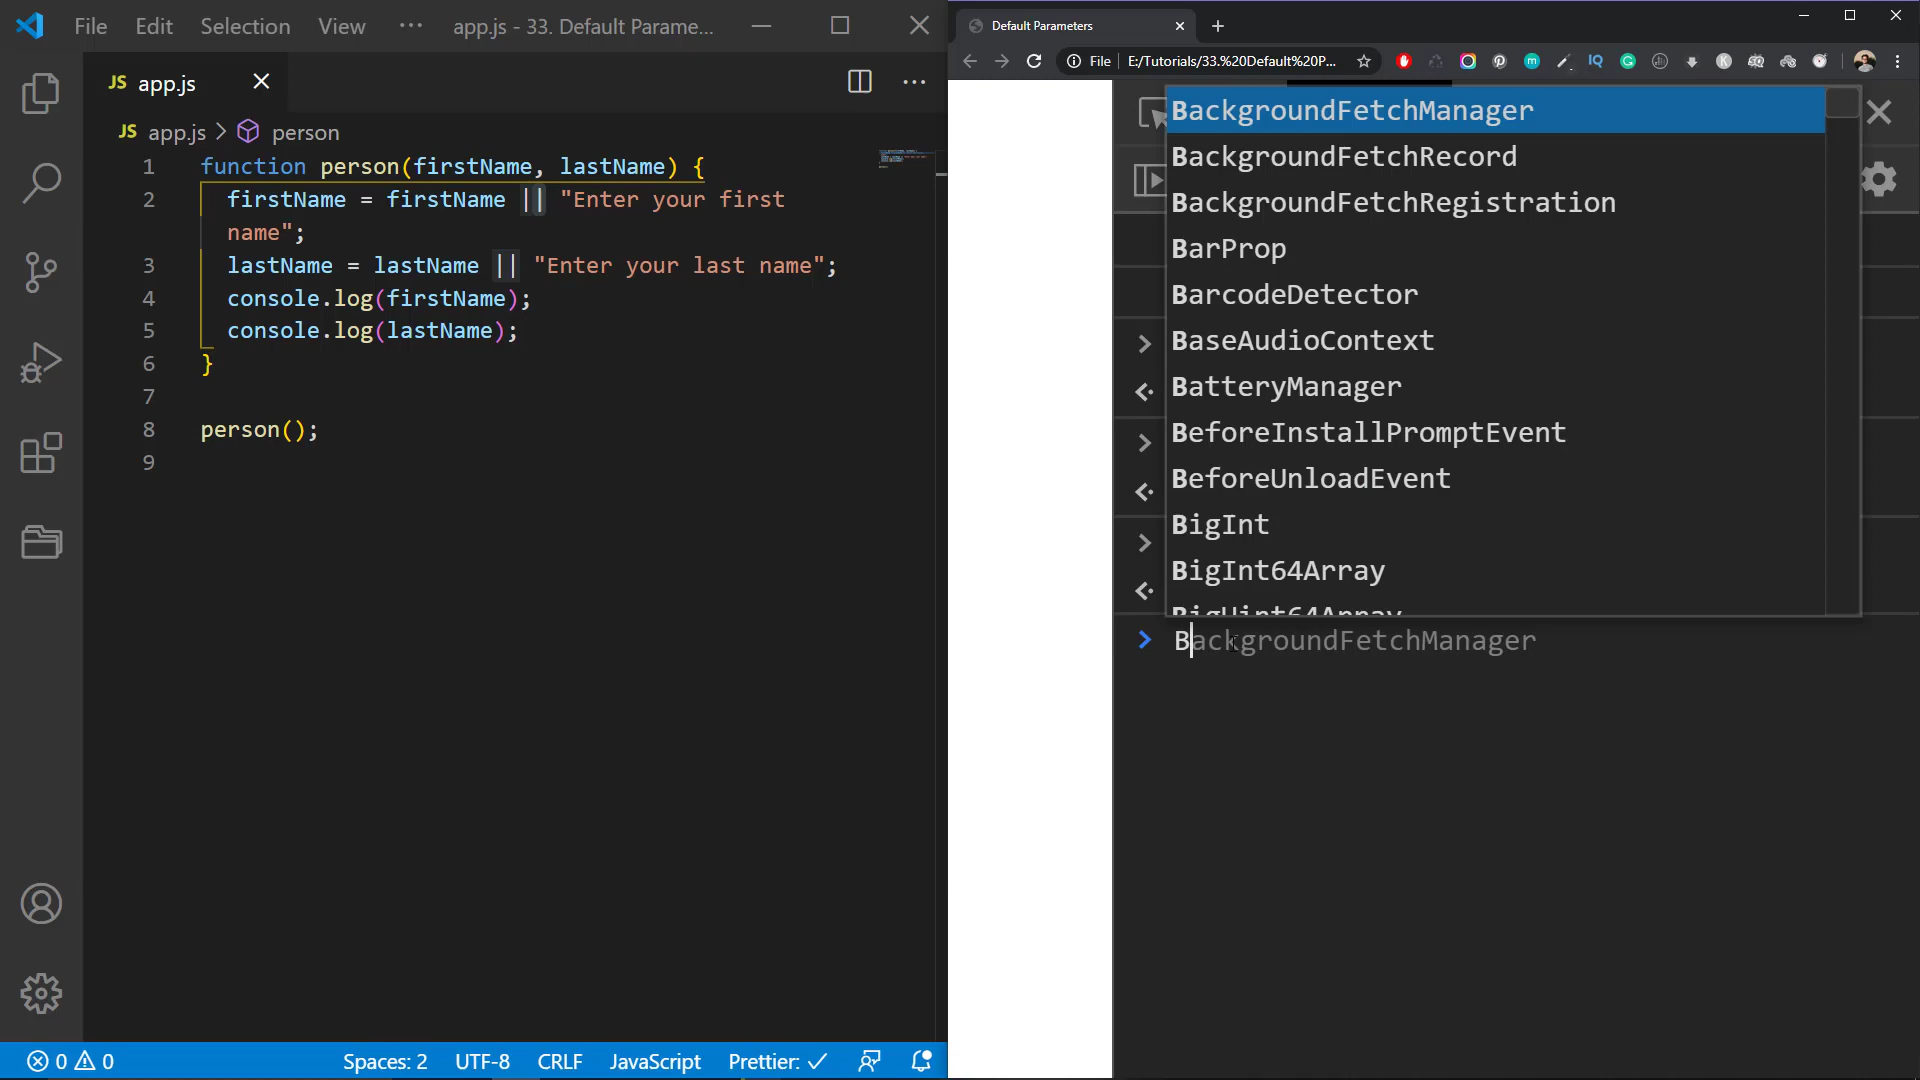 File Edit Selection View ··· app.js - 33. Default Parame...
JS app.js
JS app.js > person
1 function person(firstName, lastName) {
2 firstName = firstName || "Enter your first
name";
3 lastName = lastName || "Enter your last name";
4 console.log(firstName);
5 console.log(lastName);
6 }
7
8 person();
9
0 0 Spaces: 2 UTF-8 CRLF JavaScript Prettier: ✓
Default Parameters
File E:/Tutorials/33.%20Default%20P...
BackgroundFetchManager
BackgroundFetchRecord
BackgroundFetchRegistration
BarProp
BarcodeDetector
BaseAudioContext
BatteryManager
BeforeInstallPromptEvent
BeforeUnloadEvent
BigInt
BigInt64Array
BigUint64Array
> BackgroundFetchManager